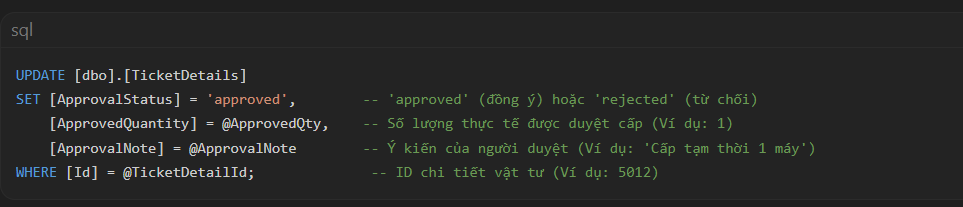 sql
UPDATE [dbo].[TicketDetails]
SET [ApprovalStatus] = 'approved', -- 'approved' (đồng ý) hoặc 'rejected' (từ chối)
[ApprovedQuantity] = @ApprovedQty, -- Số lượng thực tế được duyệt cấp (Ví dụ: 1)
[ApprovalNote] = @ApprovalNote -- Ý kiến của người duyệt (Ví dụ: 'Cấp tạm thời 1 máy')
WHERE [Id] = @TicketDetailId; -- ID chi tiết vật tư (Ví dụ: 5012)